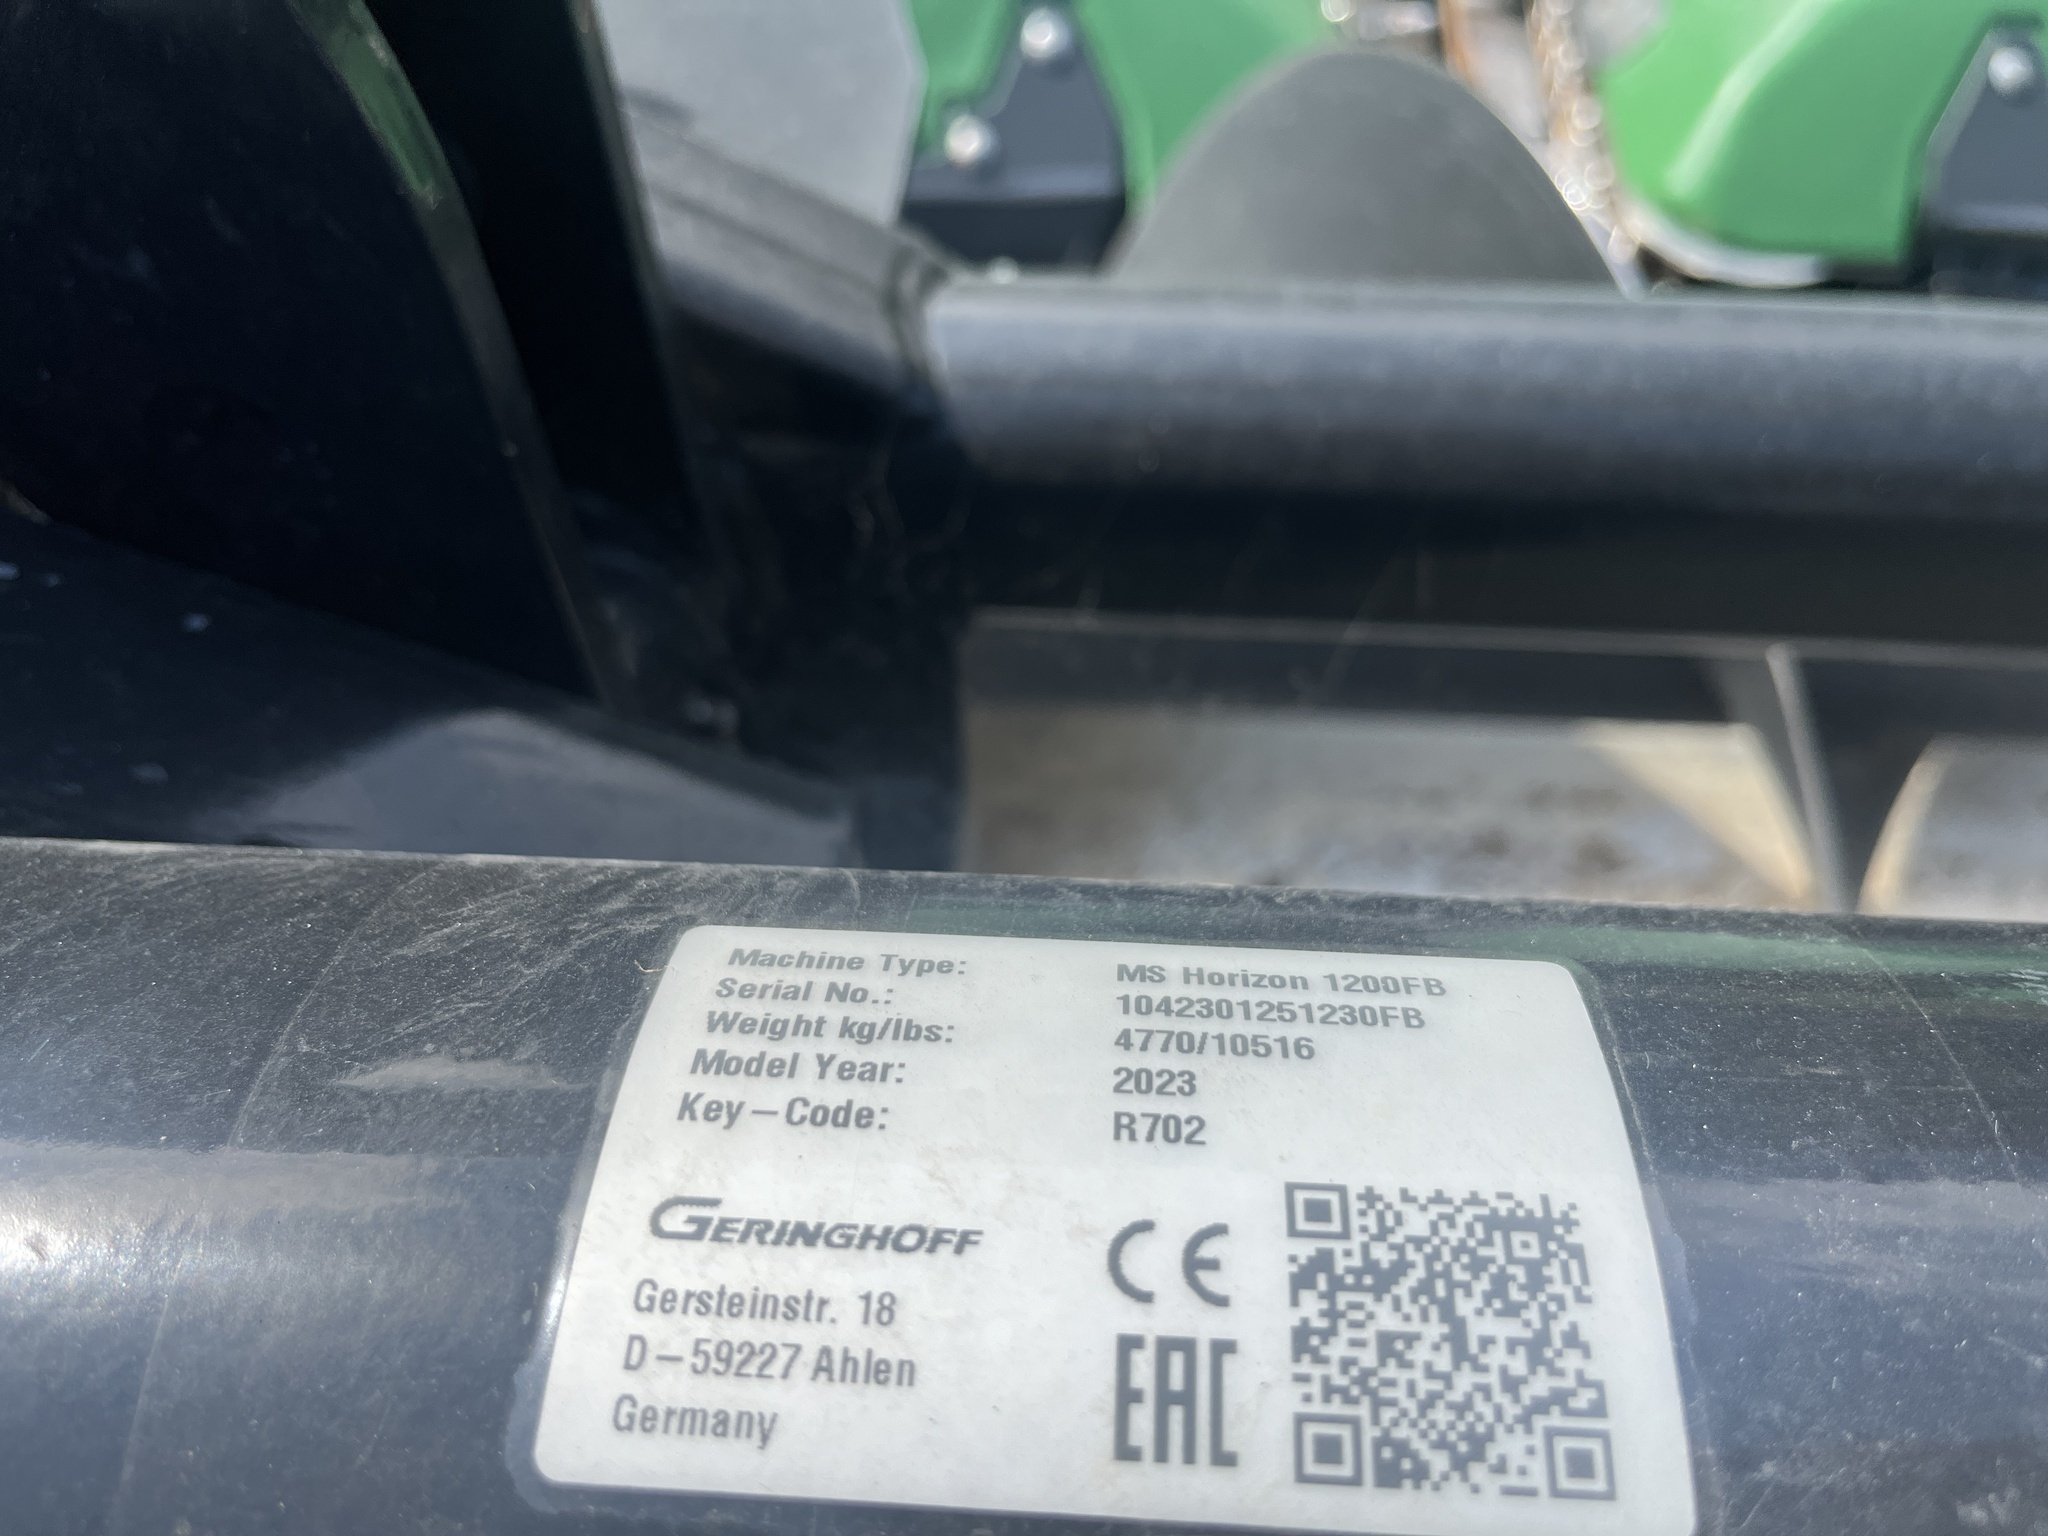 Machine Type: MS Horizon 1200FB
Serial No.: 1042301251230FB
Weight kg/lbs: 4770/10516
Model Year: 2023
Key-Code: R702
GERINGHOFF
CE
Gersteinstr. 18
D-59227 Ahlen
EAC
Germany